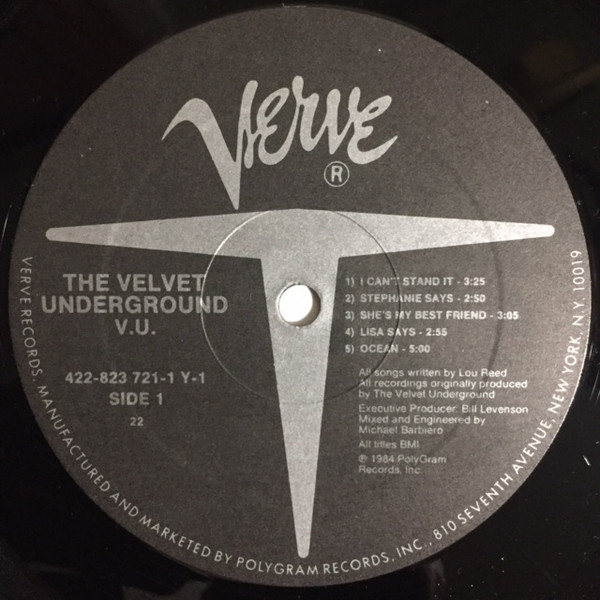 Verve
®
THE VELVET
UNDERGROUND
V.U.
422-823 721-1 Y-1
SIDE 1
22
1) I CAN'T STAND IT - 3:25
2) STEPHANIE SAYS - 2:50
3) SHE'S MY BEST FRIEND - 3:05
4) LISA SAYS - 2:55
5) OCEAN - 5:00
All songs written by Lou Reed
All recordings originally produced
by The Velvet Underground
Executive Producer: Bill Levenson
Mixed and Engineered by
Michael Barbiero
All titles BMI
℗ 1984 PolyGram
Records, Inc.
VERVE RECORDS, MANUFACTURED AND MARKETED BY POLYGRAM RECORDS, INC., 810 SEVENTH AVENUE, NEW YORK, N.Y. 10019